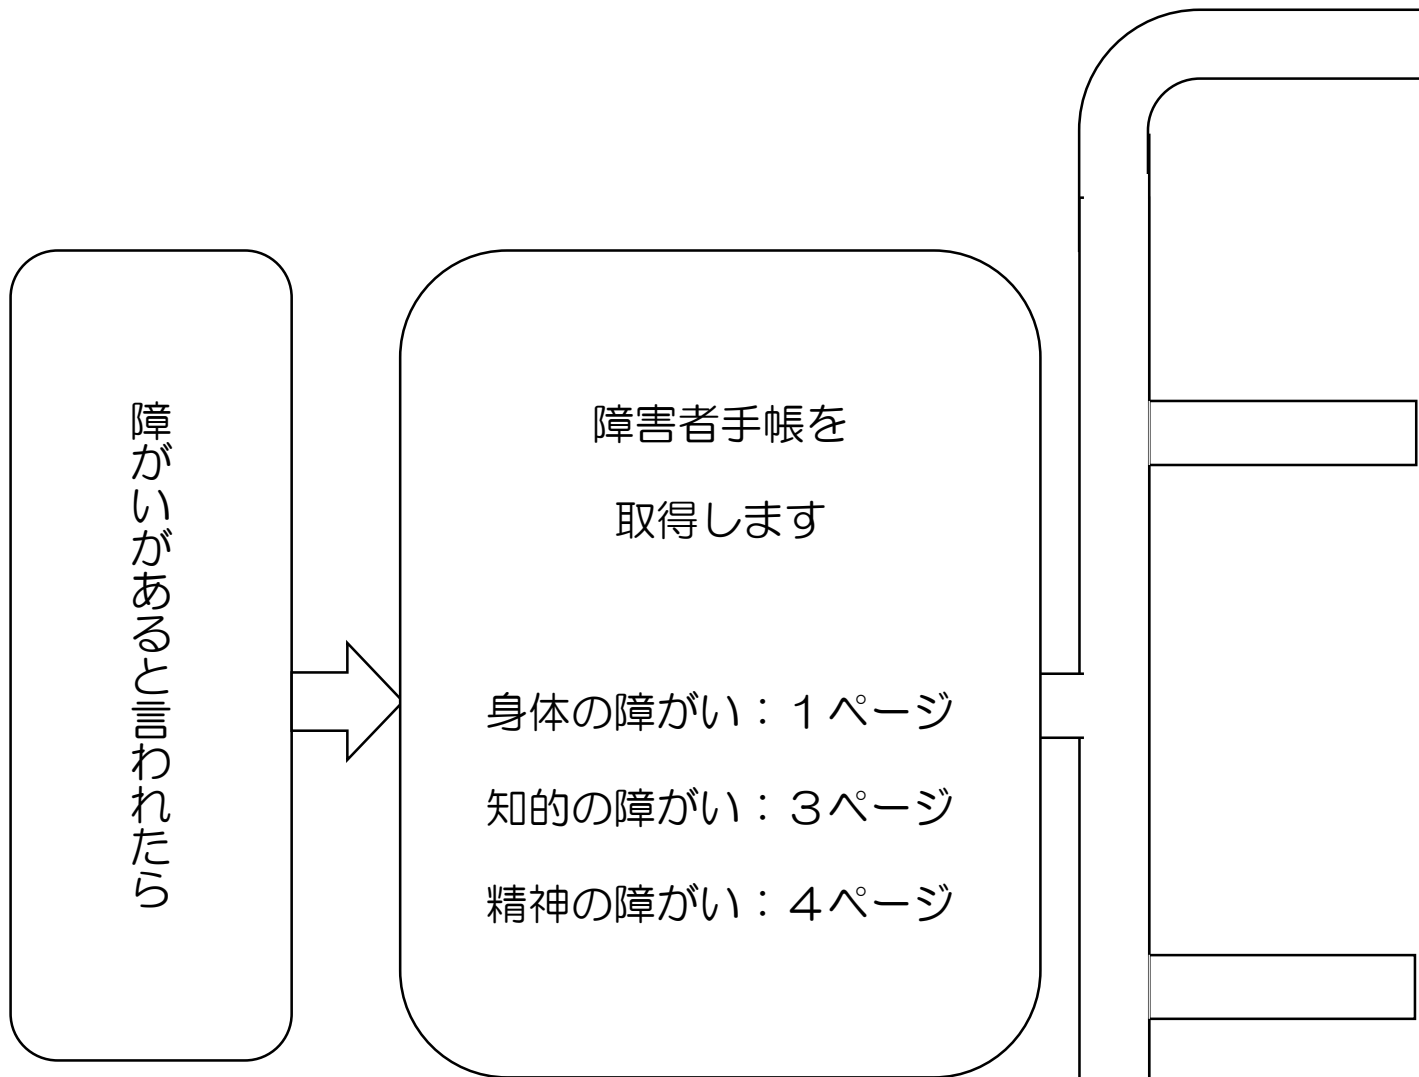 障がいがあると言われたら
障害者手帳を
取得します
身体の障がい：１ページ
知的の障がい：３ページ
精神の障がい：４ページ